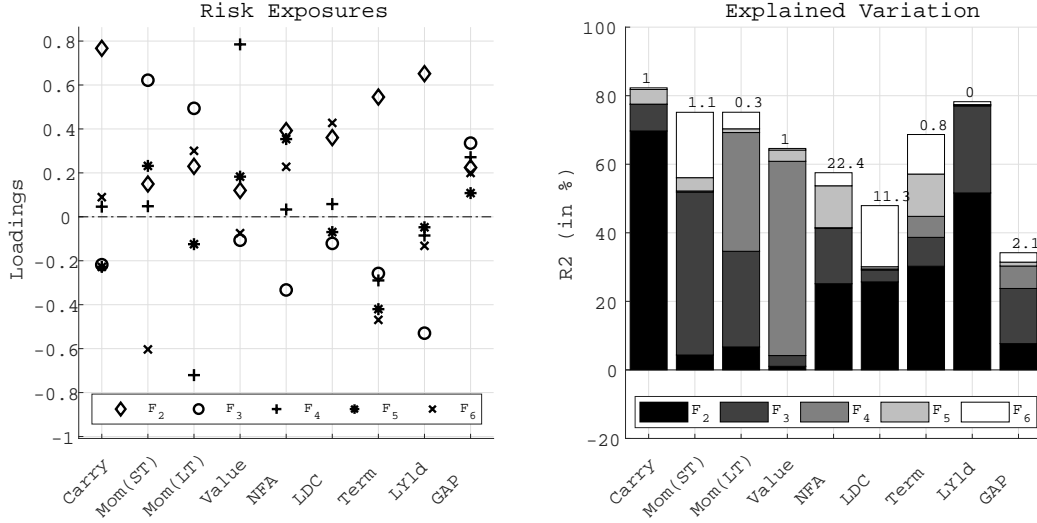 Risk Exposures
0.8
0.6
0.4
0.2
0
-0.2
-0.4
-0.6
-0.8
-1
Loadings
F2 F3 F4 F5 F6
Carry Mom(ST) Mom(LT) Value NFA LDC Term LYld GAP
Explained Variation
100
80
60
40
20
0
-20
R2 (in %)
1 1.1 0.3 1 22.4 11.3 0.8 0 2.1
F2 F3 F4 F5 F6
Carry Mom(ST) Mom(LT) Value NFA LDC Term LYld GAP